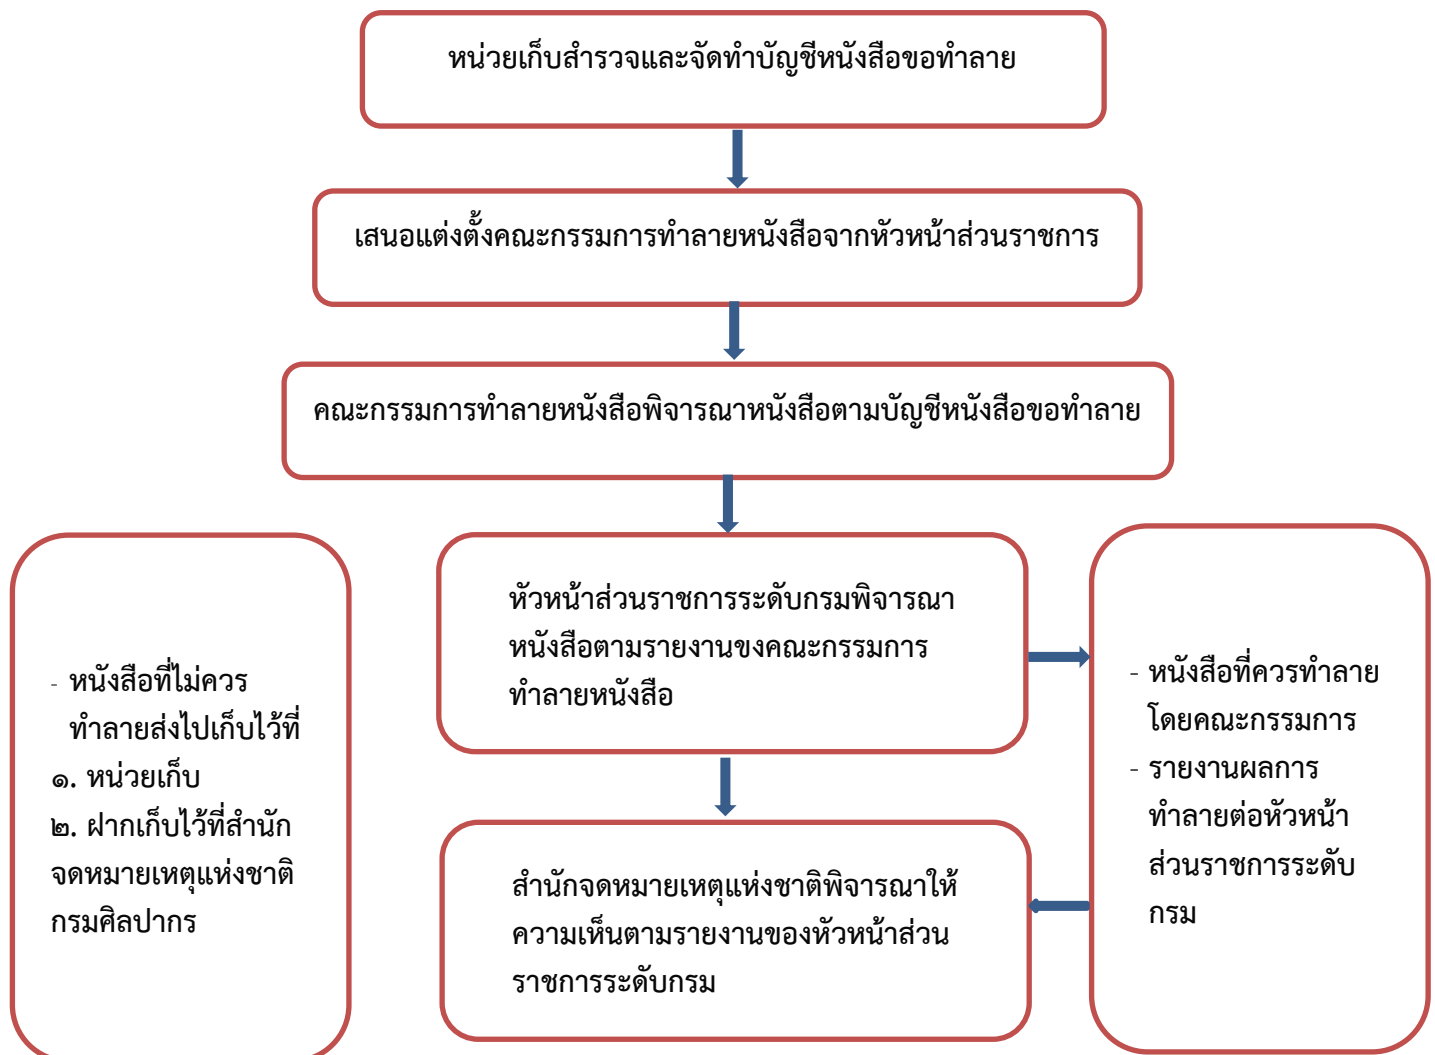 หน่วยเก็บสำรวจและจัดทำบัญชีหนังสือขอทำลาย
เสนอแต่งตั้งคณะกรรมการทำลายหนังสือจากหัวหน้าส่วนราชการ
คณะกรรมการทำลายหนังสือพิจารณาหนังสือตามบัญชีหนังสือขอทำลาย
- หนังสือที่ไม่ควร
ทำลายส่งไปเก็บไว้ที่
๑. หน่วยเก็บ
๒. ฝากเก็บไว้ที่สำนัก
จดหมายเหตุแห่งชาติ
กรมศิลปากร
หัวหน้าส่วนราชการระดับกรมพิจารณา
หนังสือตามรายงานขงคณะกรรมการ
ทำลายหนังสือ
สำนักจดหมายเหตุแห่งชาติพิจารณาให้
ความเห็นตามรายงานของหัวหน้าส่วน
ราชการระดับกรม
- หนังสือที่ควรทำลาย
โดยคณะกรรมการ
- รายงานผลการ
ทำลายต่อหัวหน้า
ส่วนราชการระดับ
กรม